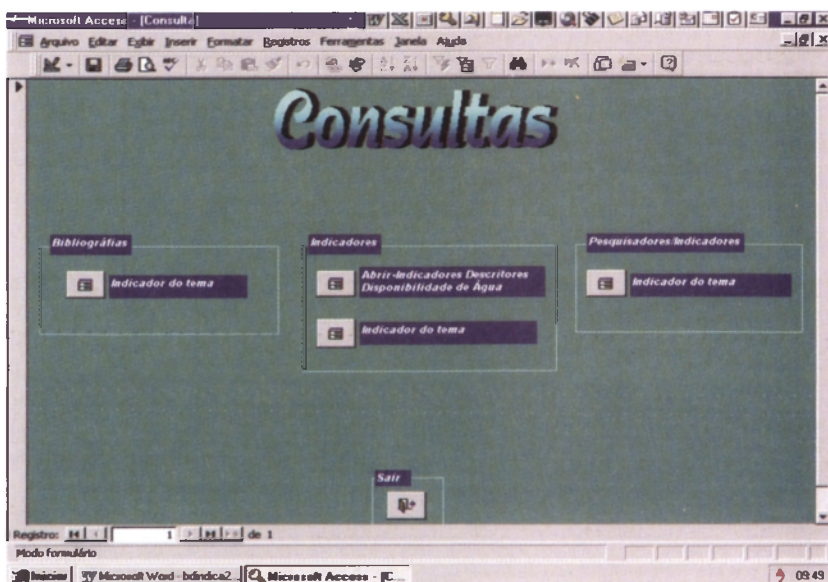 Microsoft Access - [Consulta]
Arquivo Editar Exibir Inserir Formatar Registros Ferramentas Janela Ajuda
Consultas
Bibliográfias
Indicador do tema
Indicadores
Abrir-Indicadores Descritores
Disponibilidade de Água
Indicador do tema
Pesquisadores/Indicadores
Indicador do tema
Sair
Registro: 1 de 1
Modo formulário
Iniciar Microsoft Word - bdindica2... Microsoft Access - [C... 09:49